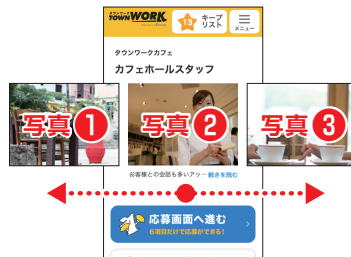 タウンワーク
TOWNWORK
13
キープ
リスト
メニュー
タウンワークカフェ
カフェホールスタッフ
写真1
写真2
写真3
お客様との会話も多いアッ… 続きを読む
応募画面へ進む
6項目だけで応募ができる!